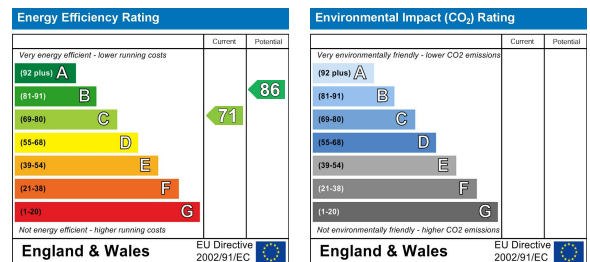 Energy Efficiency Rating
Current Potential
Very energy efficient - lower running costs
(92 plus) A
(81-91) B
86
(69-80) C
71
(55-68) D
(39-54) E
(21-38) F
(1-20) G
Not energy efficient - higher running costs
England & Wales
EU Directive
2002/91/EC
Environmental Impact (CO₂) Rating
Current Potential
Very environmentally friendly - lower CO2 emissions
(92 plus) A
(81-91) B
(69-80) C
(55-68) D
(39-54) E
(21-38) F
(1-20) G
Not environmentally friendly - higher CO2 emissions
England & Wales
EU Directive
2002/91/EC